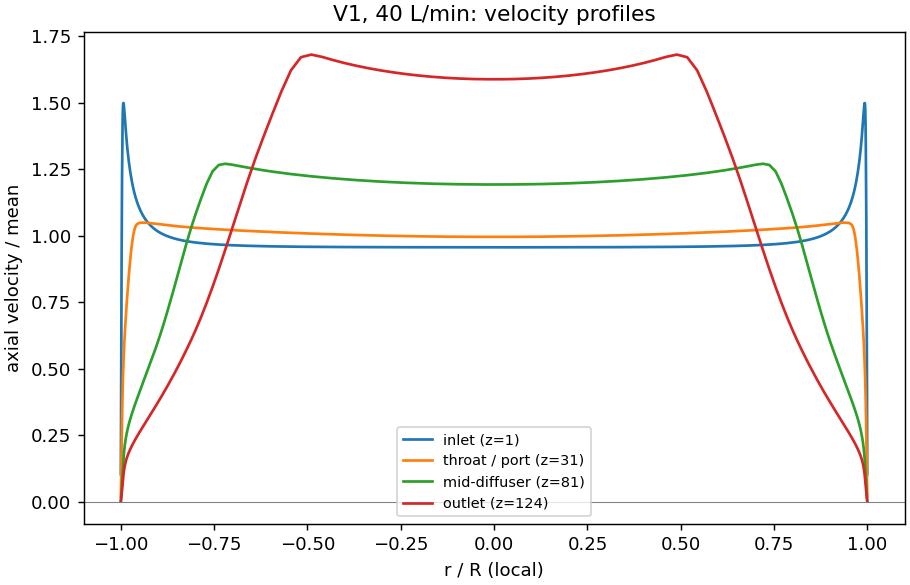 V1, 40 L/min: velocity profiles
axial velocity / mean
1.75
1.50
1.25
1.00
0.75
0.50
0.25
0.00
inlet (z=1)
throat / port (z=31)
mid-diffuser (z=81)
outlet (z=124)
−1.00 −0.75 −0.50 −0.25 0.00 0.25 0.50 0.75 1.00
r / R (local)